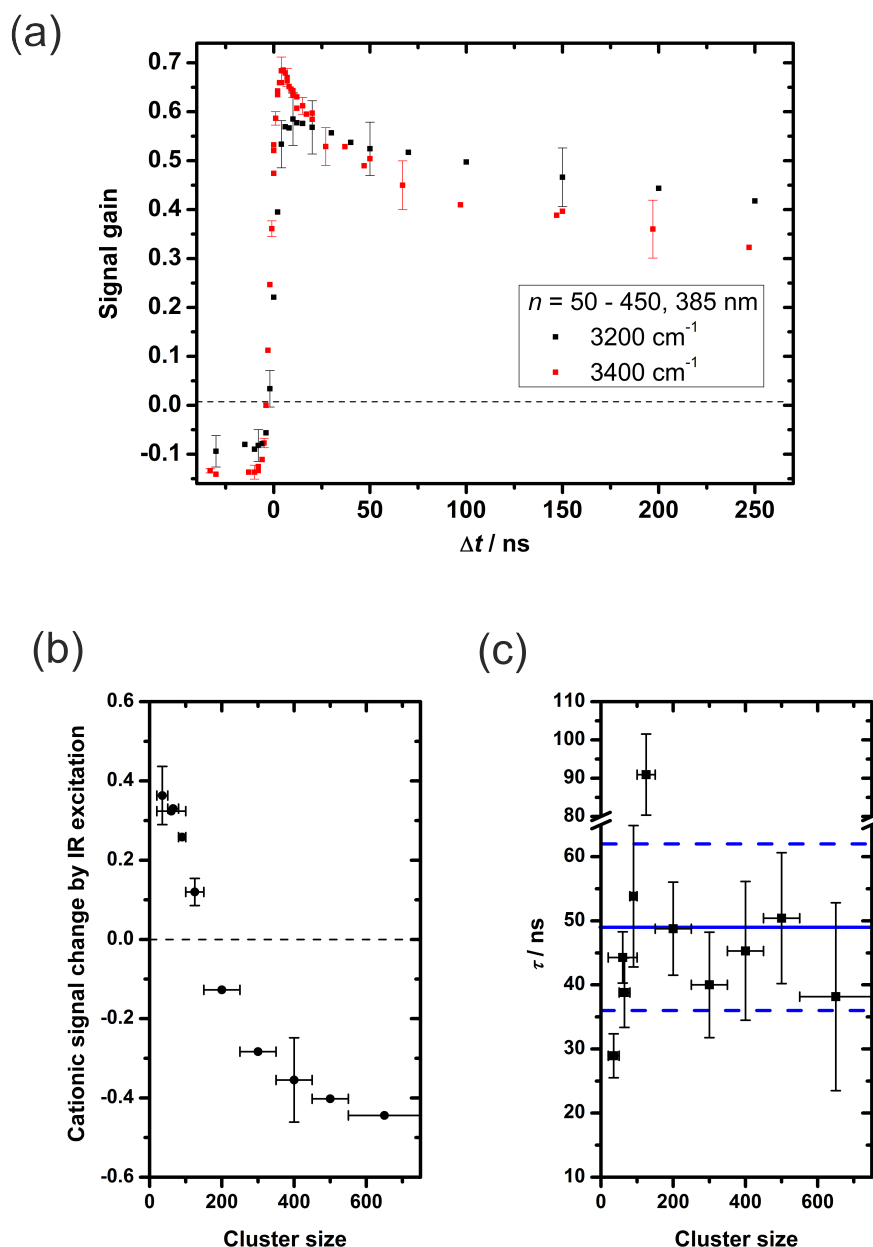 (a)
Signal gain
0.7
0.6
0.5
0.4
0.3
0.2
0.1
0.0
-0.1
n = 50 - 450, 385 nm
3200 cm⁻¹
3400 cm⁻¹
0 50 100 150 200 250
Δt / ns
(b)
Cationic signal change by IR excitation
0.6
0.4
0.2
0.0
-0.2
-0.4
-0.6
0 200 400 600
Cluster size
(c)
τ / ns
110
100
90
80
60
50
40
30
20
10
0 200 400 600
Cluster size